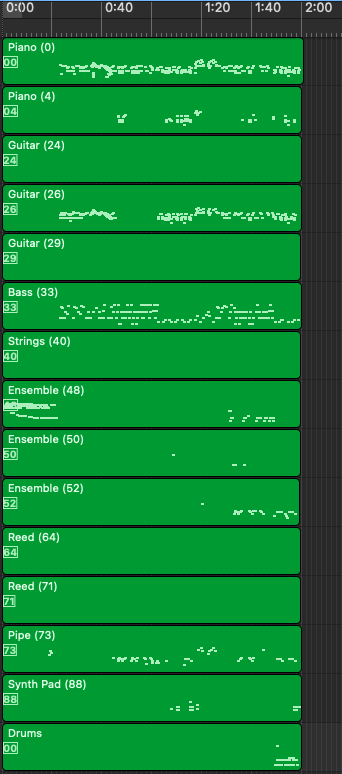 0:00 0:40 1:20 1:40 2:00
Piano (0)
00
Piano (4)
04
Guitar (24)
24
Guitar (26)
26
Guitar (29)
29
Bass (33)
33
Strings (40)
40
Ensemble (48)
Ensemble (50)
50
Ensemble (52)
52
Reed (64)
64
Reed (71)
71
Pipe (73)
73
Synth Pad (88)
88
Drums
00